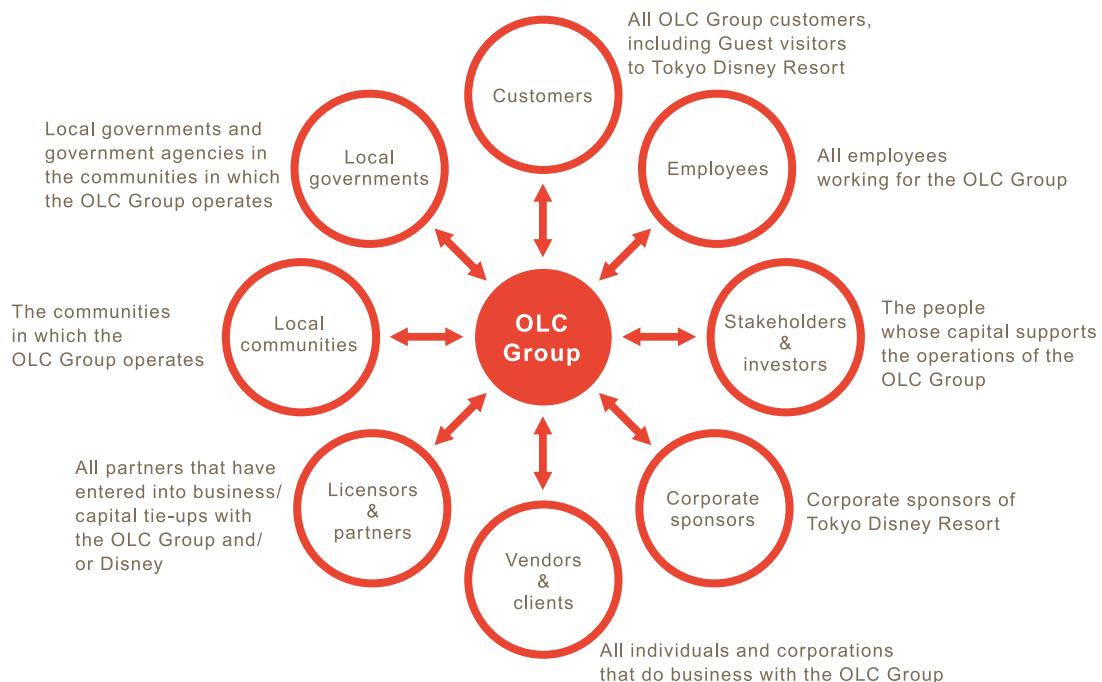 All OLC Group customers,
including Guest visitors
to Tokyo Disney Resort
Customers
Local governments and
government agencies in
the communities in which
the OLC Group operates
Local
governments
Employees
All employees
working for the OLC Group
The communities
in which the
OLC Group operates
Local
communities
OLC
Group
Stakeholders
&
investors
The people
whose capital supports
the operations of the
OLC Group
All partners that have
entered into business/
capital tie-ups with
the OLC Group and/
or Disney
Licensors
&
partners
Vendors
&
clients
Corporate
sponsors
Corporate sponsors of
Tokyo Disney Resort
All individuals and corporations
that do business with the OLC Group